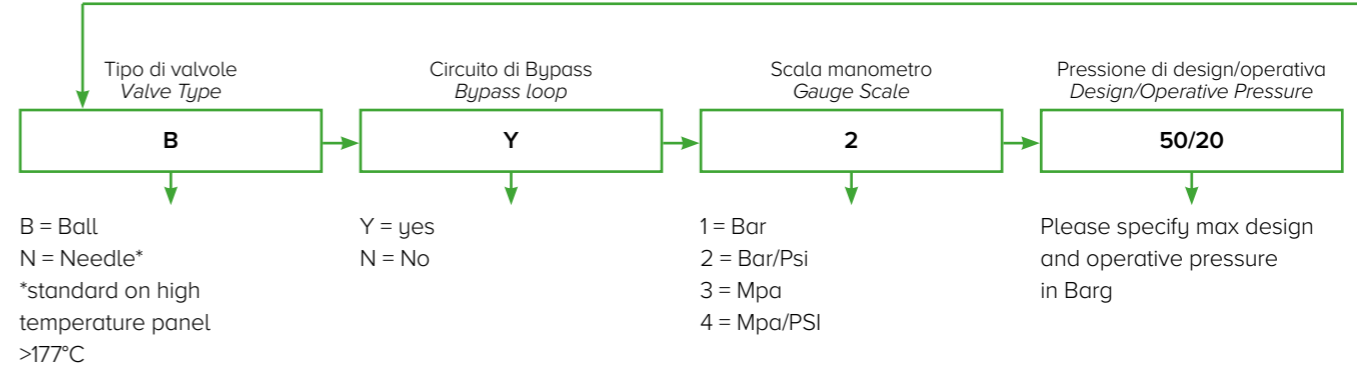 Tipo di valvole
Valve Type
B
B = Ball
N = Needle*
*standard on high
temperature panel
>177°C
Circuito di Bypass
Bypass loop
Y
Y = yes
N = No
Scala manometro
Gauge Scale
2
1 = Bar
2 = Bar/Psi
3 = Mpa
4 = Mpa/PSI
Pressione di design/operativa
Design/Operative Pressure
50/20
Please specify max design
and operative pressure
in Barg